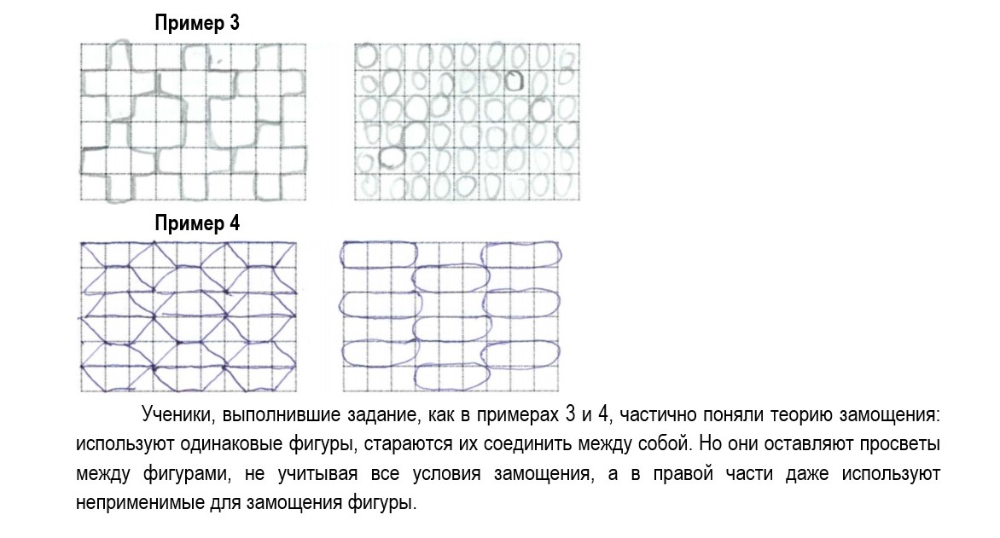 Пример 3
Пример 4
Ученики, выполнившие задание, как в примерах 3 и 4, частично поняли теорию замощения:
используют одинаковые фигуры, стараются их соединить между собой. Но они оставляют просветы
между фигурами, не учитывая все условия замощения, а в правой части даже используют
неприменимые для замощения фигуры.